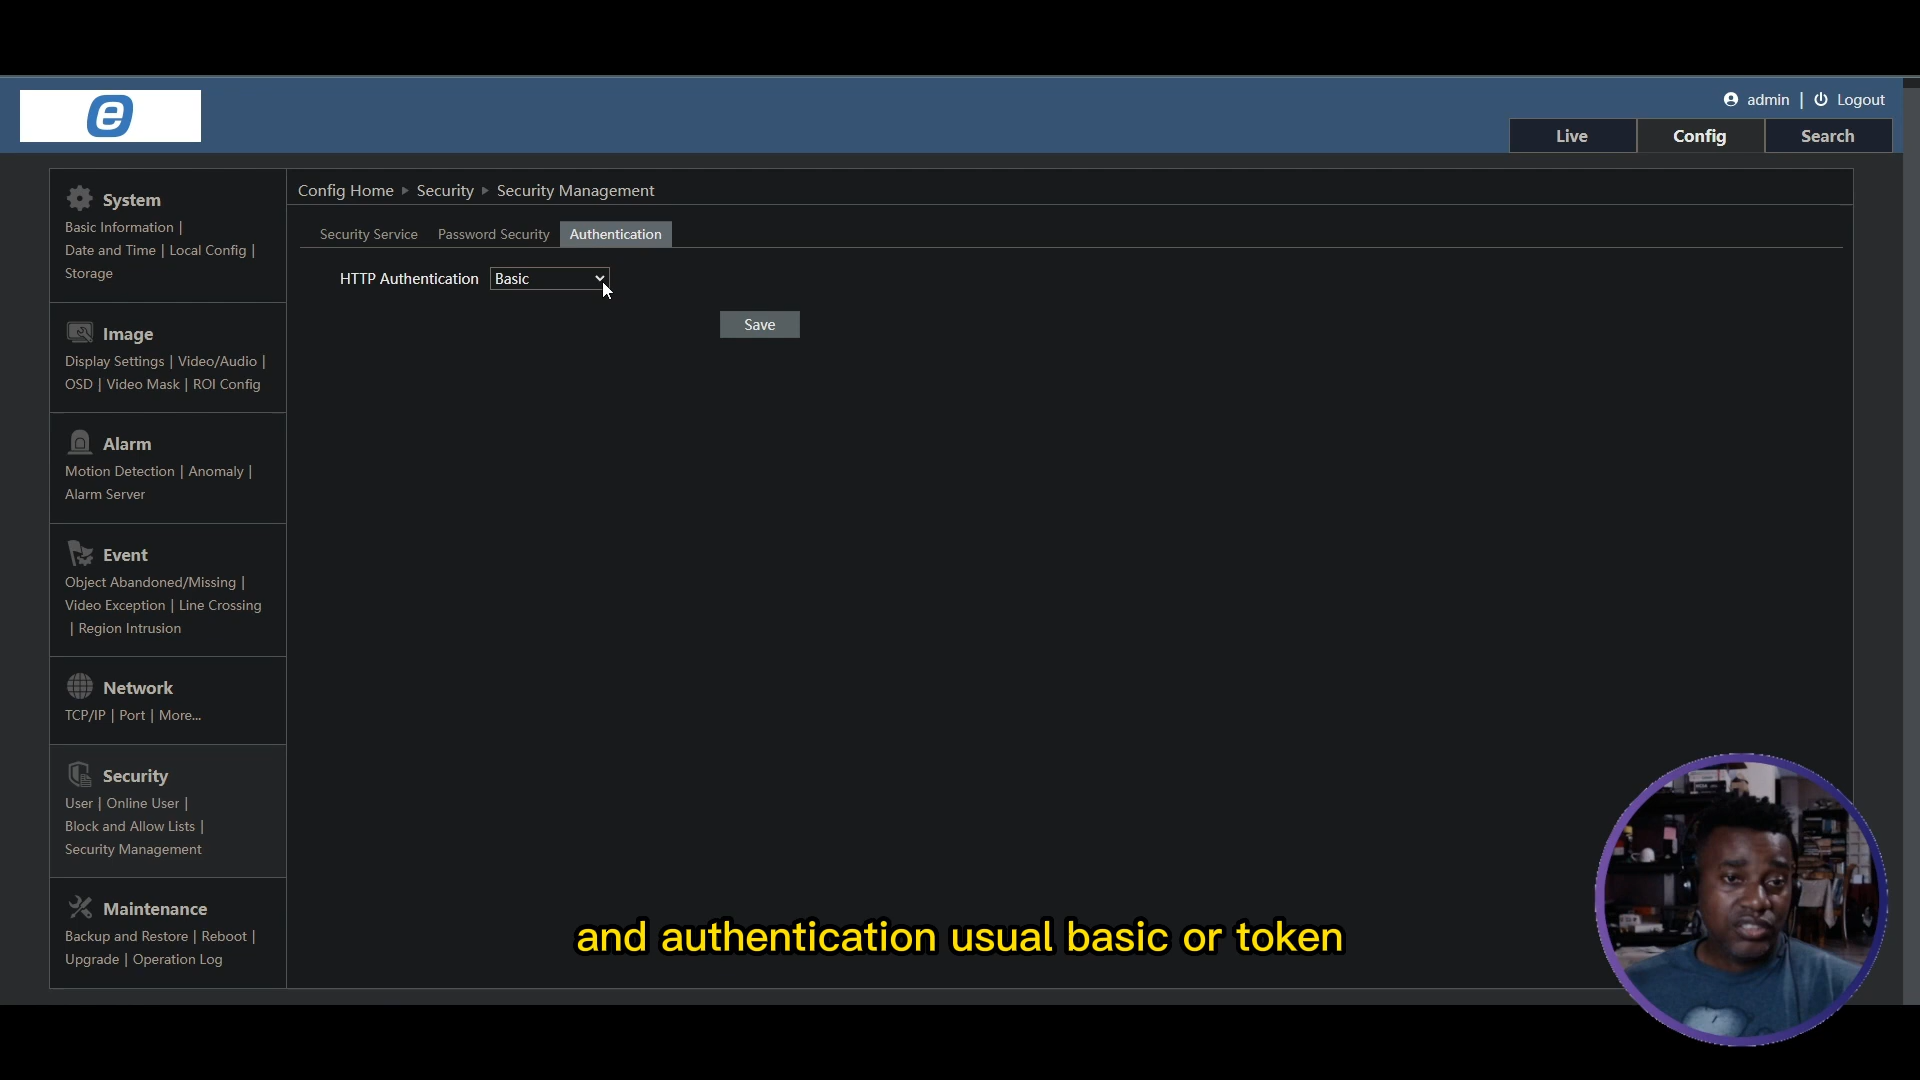 e
admin | Logout
Live Config Search
System
Basic Information |
Date and Time | Local Config |
Storage
Image
Display Settings | Video/Audio |
OSD | Video Mask | ROI Config
Alarm
Motion Detection | Anomaly |
Alarm Server
Event
Object Abandoned/Missing |
Video Exception | Line Crossing
| Region Intrusion
Network
TCP/IP | Port | More...
Security
User | Online User |
Block and Allow Lists |
Security Management
Maintenance
Backup and Restore | Reboot |
Upgrade | Operation Log
Config Home Security Security Management
Security Service Password Security Authentication
HTTP Authentication Basic
Save
and authentication usual basic or token